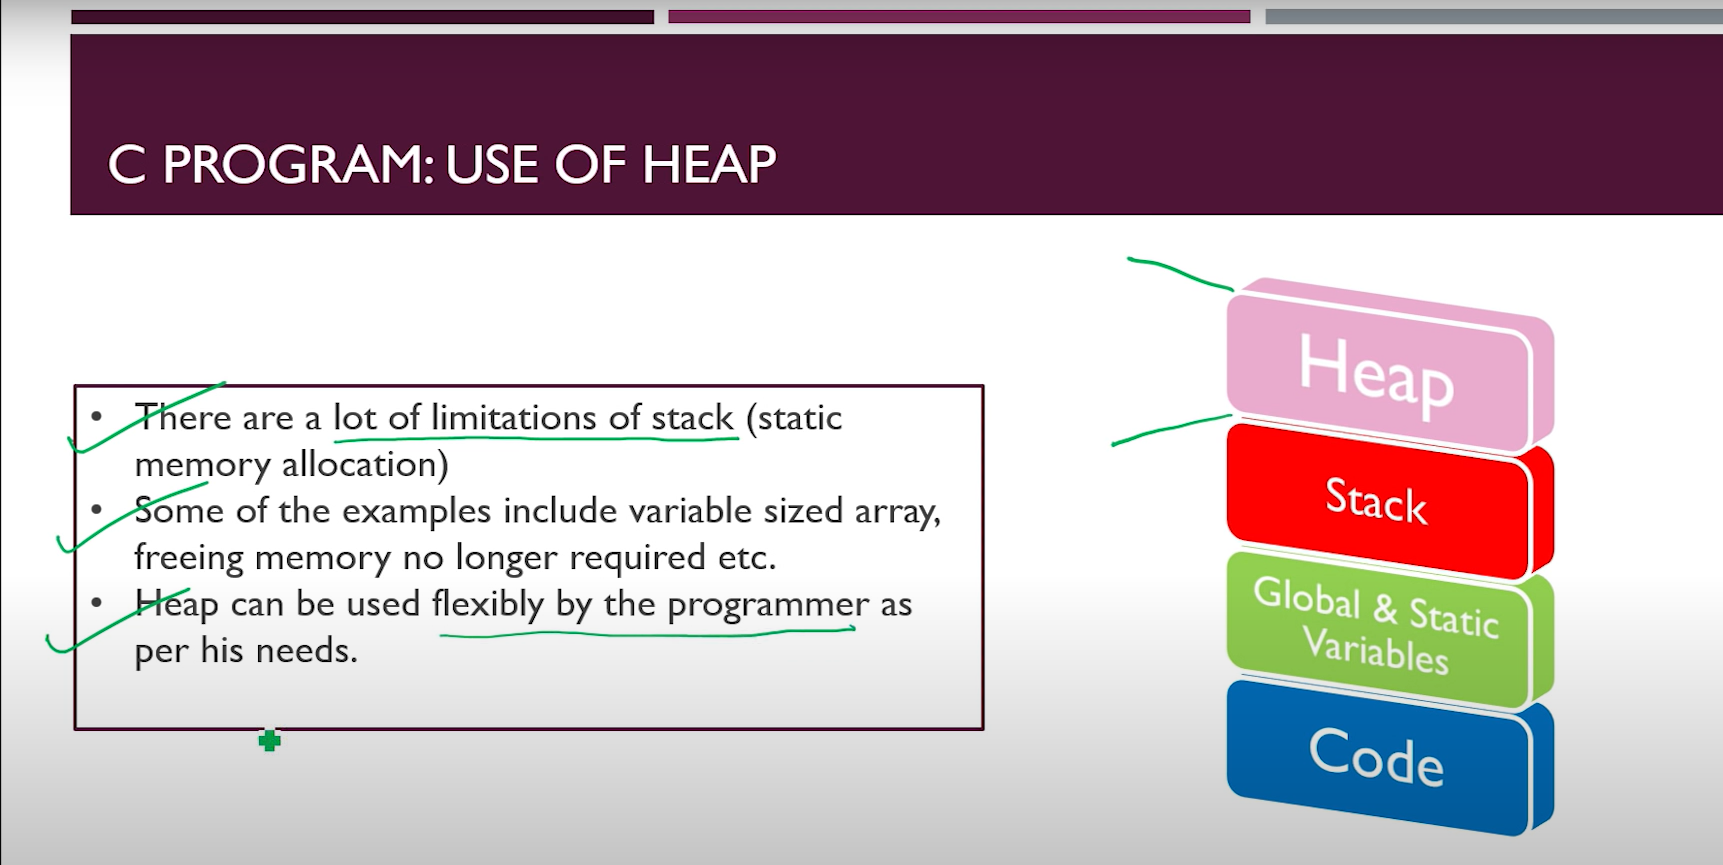 C PROGRAM: USE OF HEAP
• There are a lot of limitations of stack (static
memory allocation)
• Some of the examples include variable sized array,
freeing memory no longer required etc.
• Heap can be used flexibly by the programmer as
per his needs.
Heap
Stack
Global & Static
Variables
Code